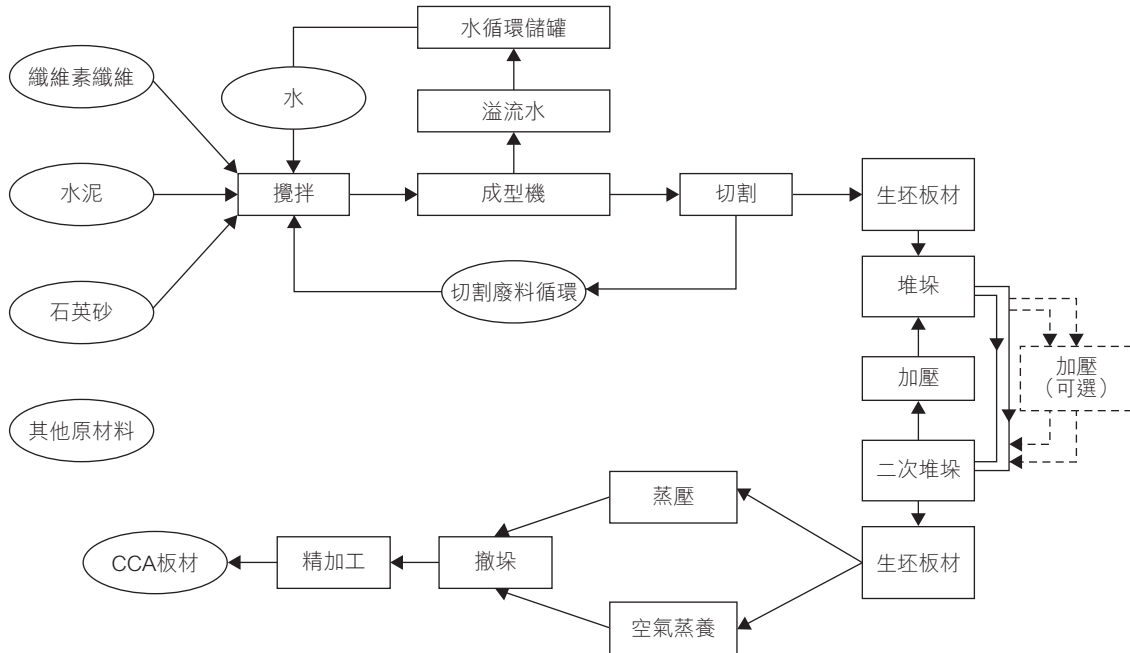 水循環儲罐
纖維素纖維
水
溢流水
水泥
攪拌
成型機
切割
生坯板材
石英砂
切割廢料循環
堆垛
加壓
加壓
（可選）
其他原材料
二次堆垛
蒸壓
CCA板材
精加工
撤垛
生坯板材
空氣蒸養